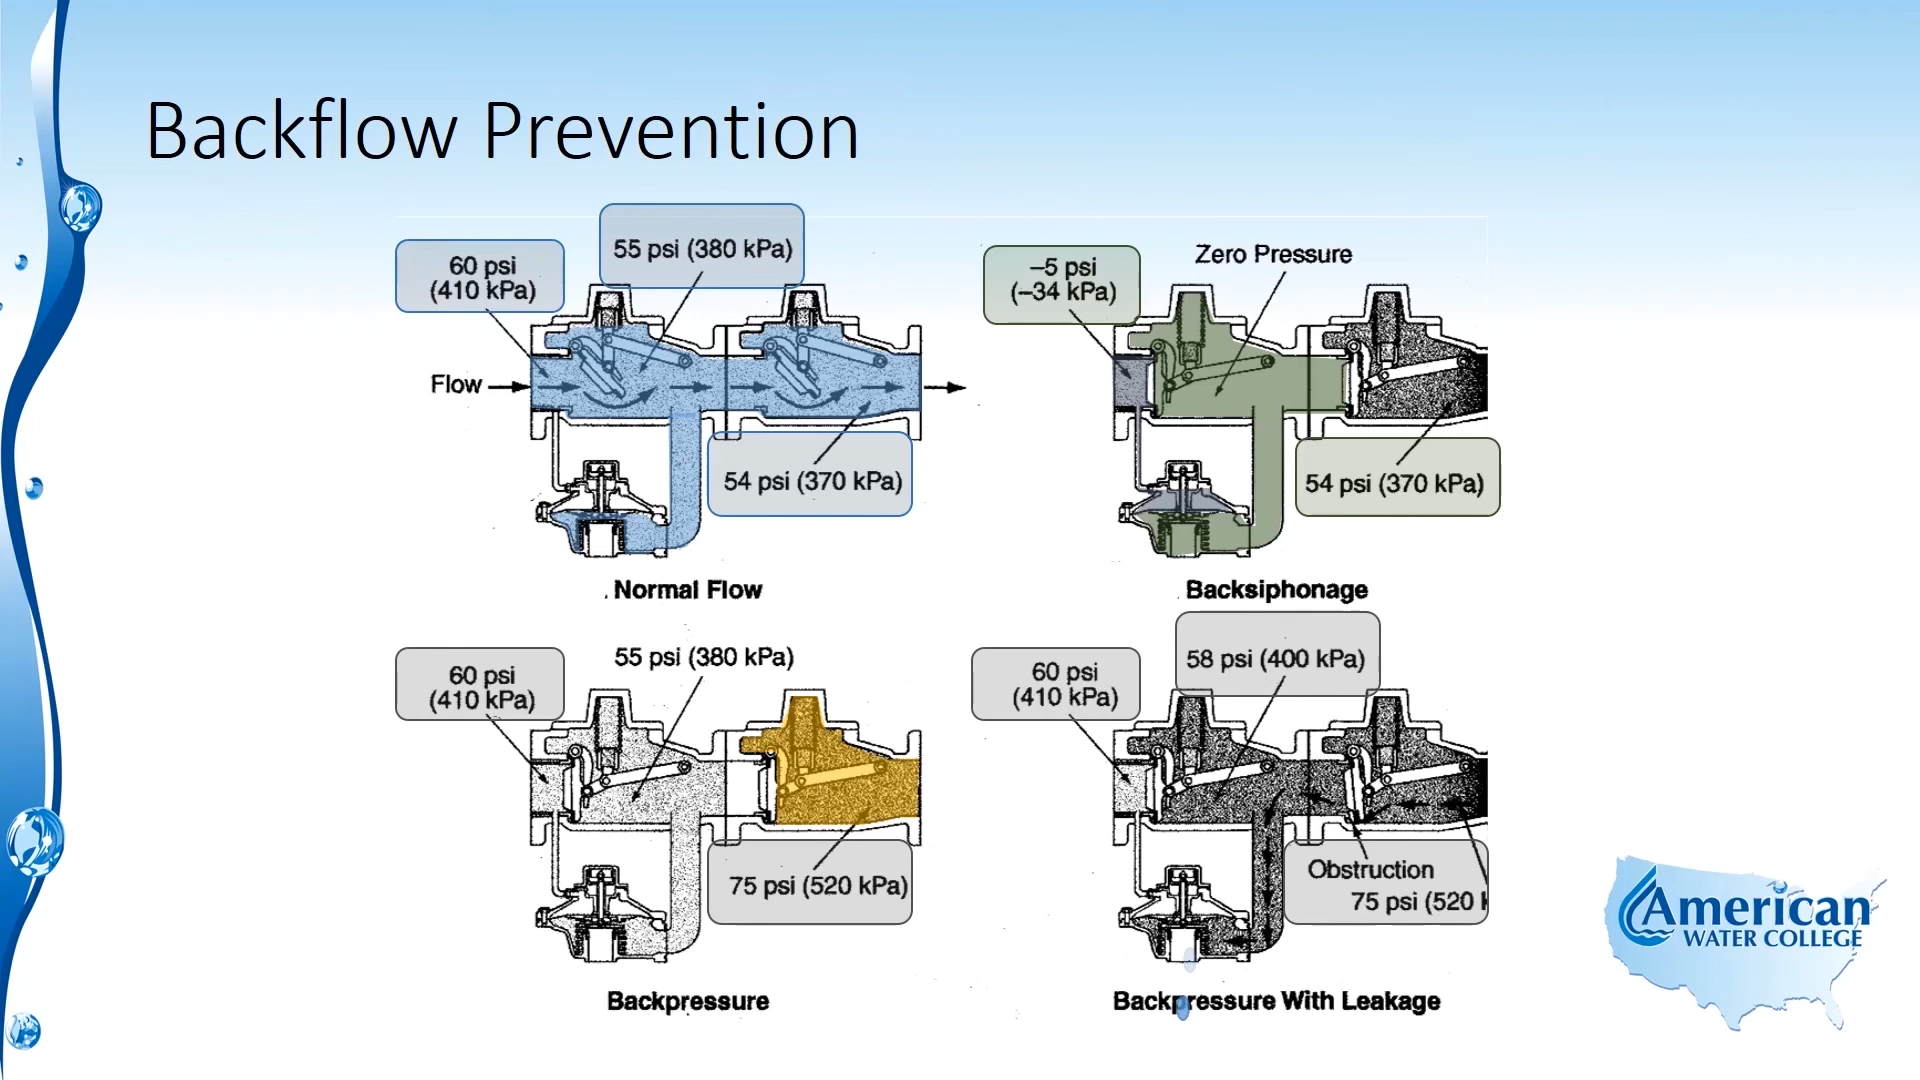 Backflow Prevention
60 psi
(410 kPa)
55 psi (380 kPa)
Flow
54 psi (370 kPa)
Normal Flow
–5 psi
(–34 kPa)
Zero Pressure
54 psi (370 kPa)
Backsiphonage
60 psi
(410 kPa)
55 psi (380 kPa)
75 psi (520 kPa)
Backpressure
60 psi
(410 kPa)
58 psi (400 kPa)
Obstruction
75 psi (520
Backpressure With Leakage
American
WATER COLLEGE